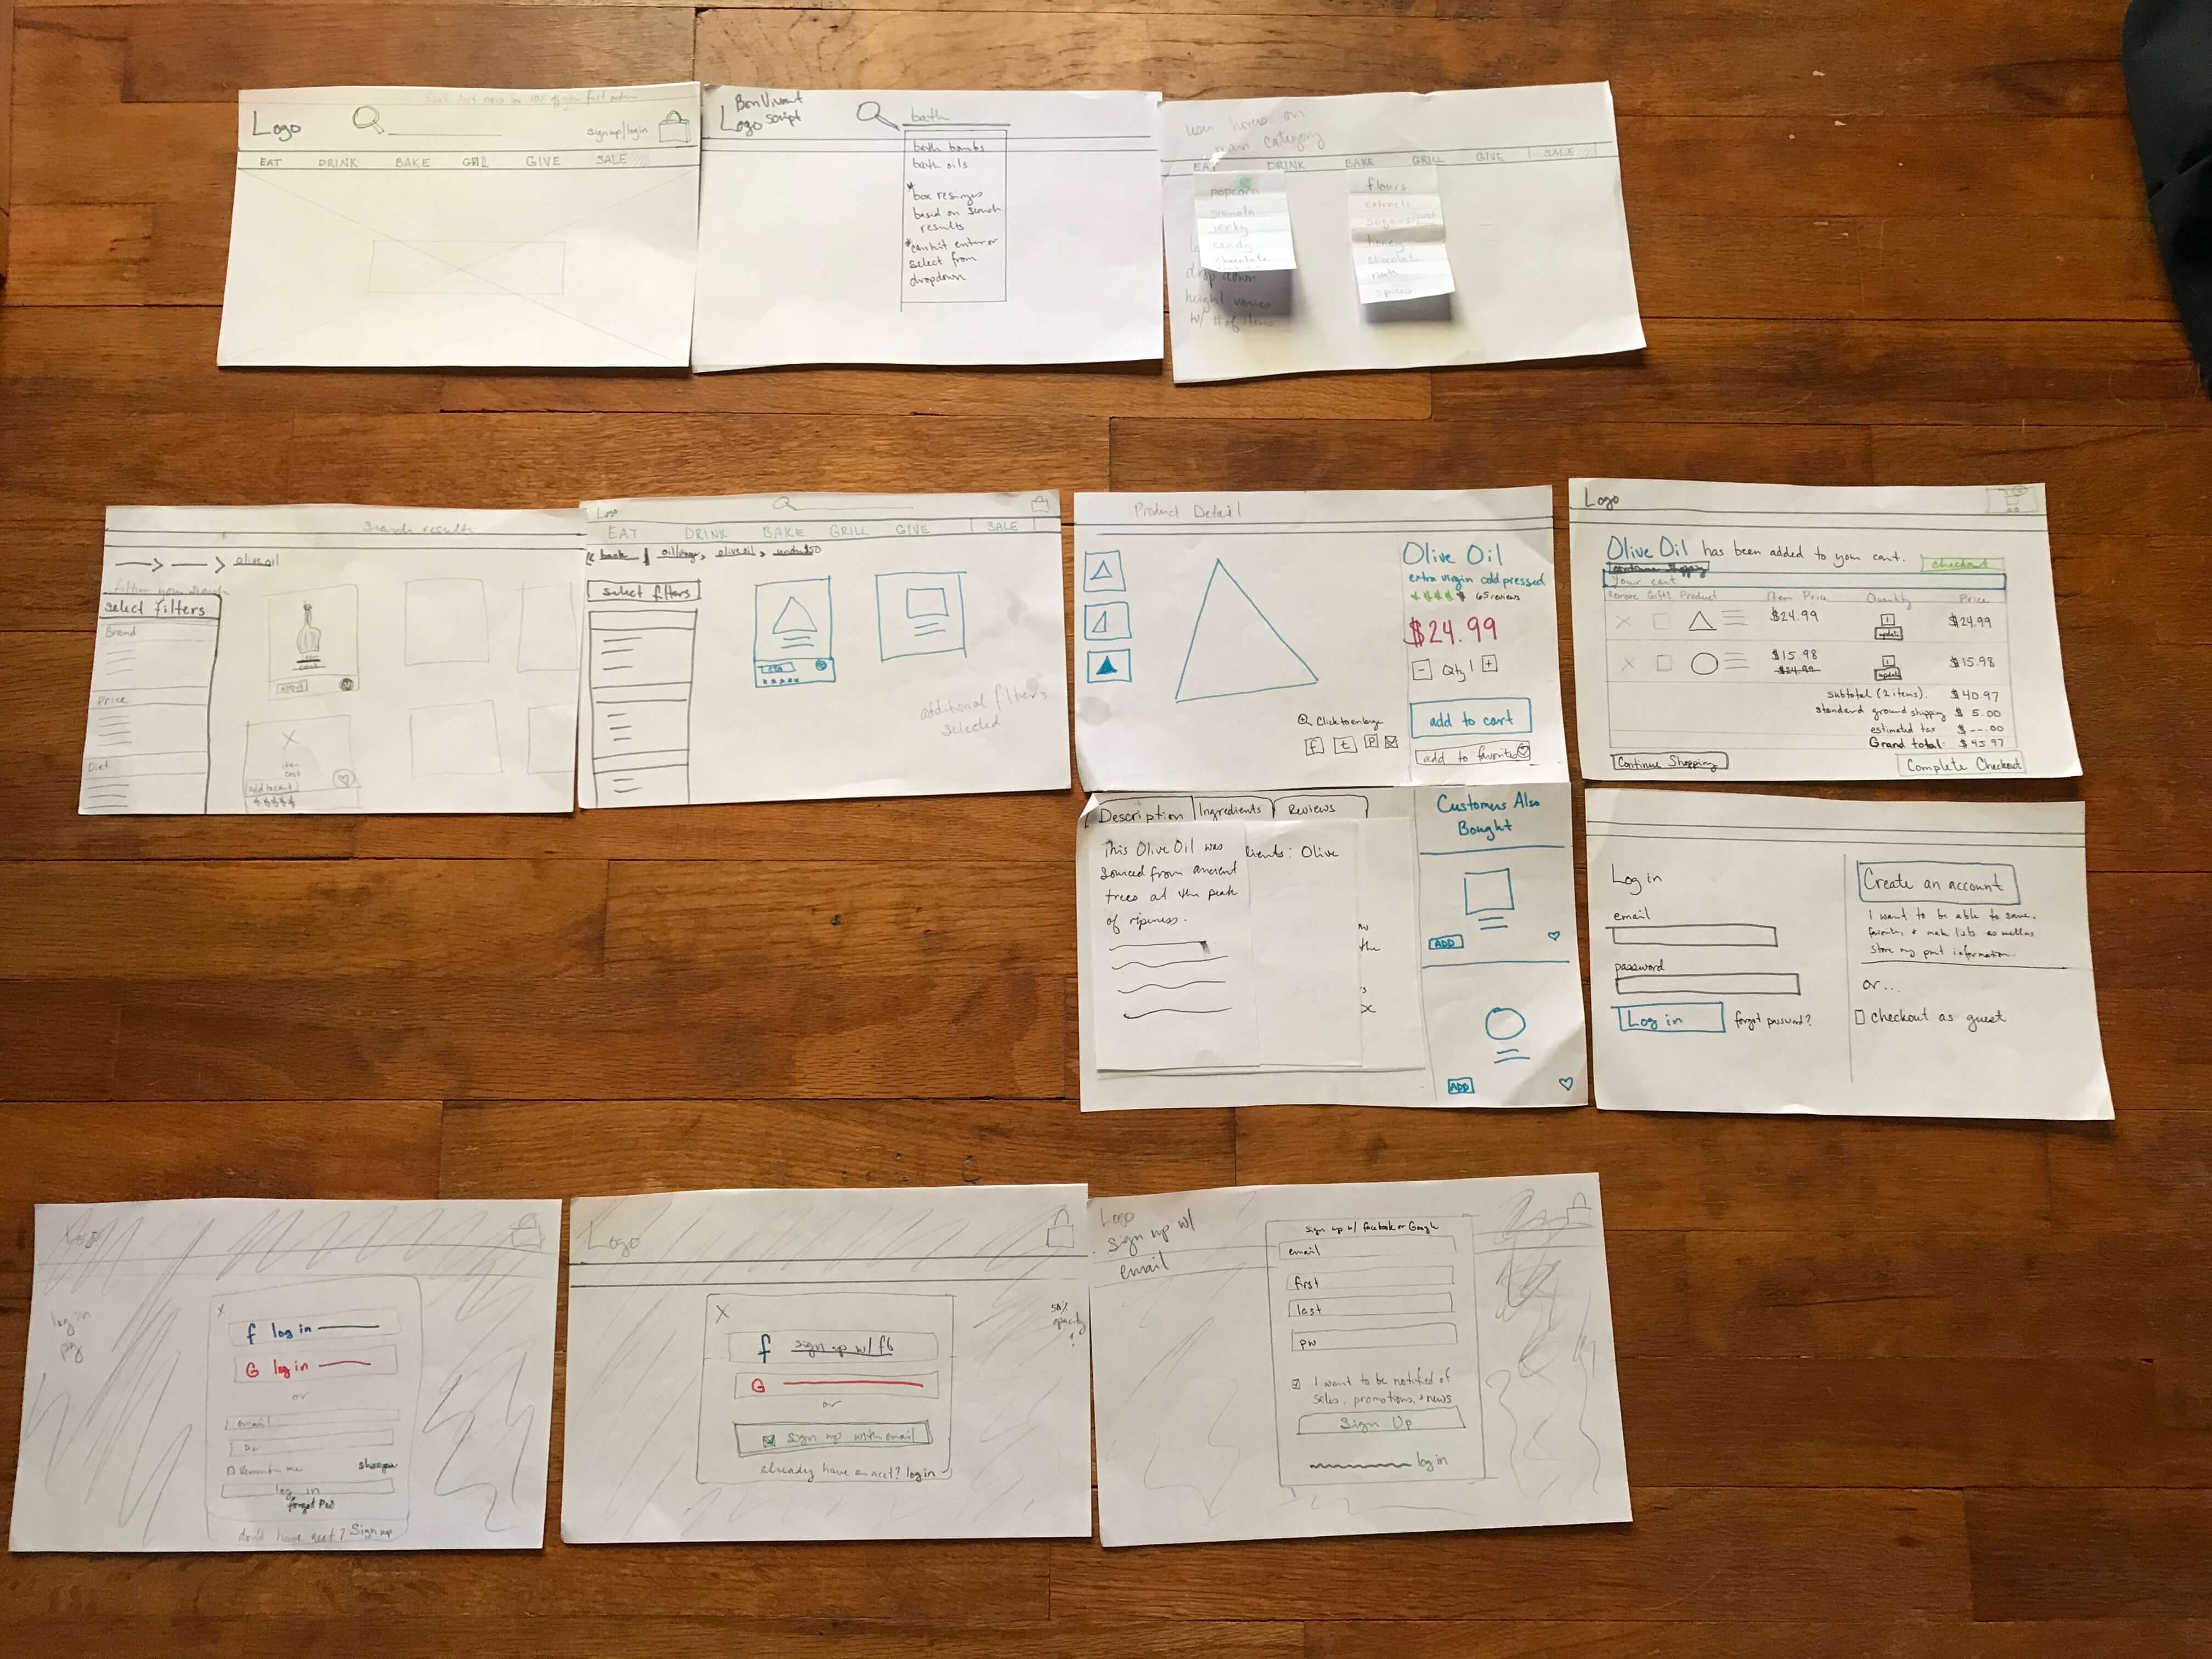 Logo
sign up/login
EAT DRINK BAKE GRILL GIVE SALE
Bon Vivant
Logo script
bath
bath bombs
bath oils
*box resizes
based on search
results
*can hit enter or
select from
dropdown
user hovers on
main category
EAT DRINK BAKE GRILL GIVE SALE
popcorn
granola
jerky
candy
chocolate
drop down
height varies
w/ # of items
flours
extracts
honey
chocolate
nuts
spices
Search results
olive oil
Filter your search
select filters
Brand
Price
Diet
item
cost
add to cart
Logo
EAT DRINK BAKE GRILL GIVE SALE
« back olive oil >
select filters
additional filters
selected
Product Detail
Olive Oil
extra virgin cold pressed
65 reviews
$24.99
- Qty 1 +
add to cart
add to favorites
Click to enlarge
f t P
Logo
Olive Oil has been added to your cart.
continue shopping
checkout
Your cart
Remove Gift? Product Item Price Quantity Price
X $24.99 1 $24.99
update
X $15.98 1 $15.98
$24.99 update
subtotal (2 items). $40.97
standard ground shipping $ 5.00
estimated tax $ --.00
Grand total: $45.97
Continue Shopping
Complete Checkout
Description Ingredients Reviews
This Olive Oil was
sourced from ancient
trees at the peak
of ripeness.
dients: Olive
the
Customers Also
Bought
ADD
ADD
Log in
email
password
Log in forgot password?
Create an account
I want to be able to save
favorites + make lists as well as
store my pmt information
or...
checkout as guest
Logo
log in
pg
X
f log in
G log in
or
email
pw
Remember me show pw
log in
forgot PW
don't have acct? Sign up
Logo
X
f sign up w/ fb
G
or
sign up with email
already have an acct? log in
50%
opacity
?
Logo
sign up w/
email
sign up w/ facebook or Google
email
first
last
pw
I want to be notified of
sales, promotions, + news
Sign Up
log in